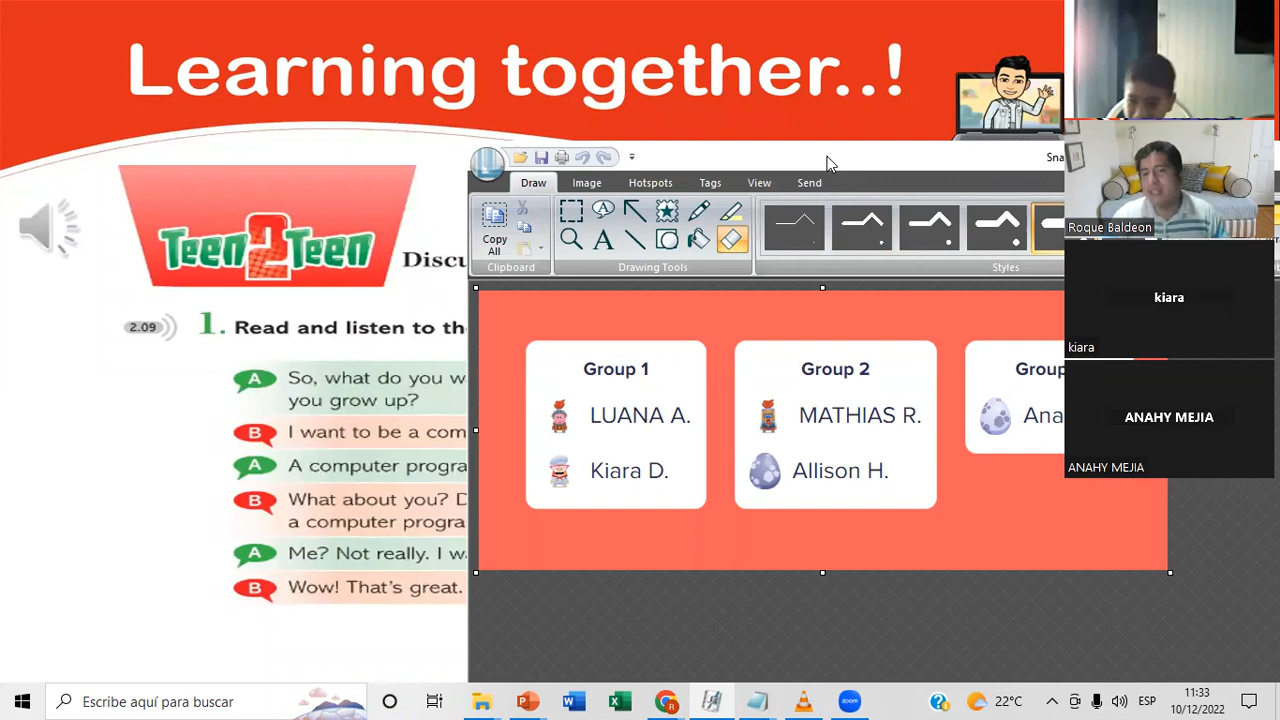 Learning together..!
Teen2Teen
Discu
2.09
1. Read and listen to the
A So, what do you w
you grow up?
B I want to be a com
A A computer progra
B What about you? D
a computer progra
A Me? Not really. I w
B Wow! That's great.
Sna
Draw Image Hotspots Tags View Send
Copy
All
Clipboard Drawing Tools Styles
Group 1
LUANA A.
Kiara D.
Group 2
MATHIAS R.
Allison H.
Group
Ana
Roque Baldeon
kiara
kiara
ANAHY MEJIA
ANAHY MEJIA
Escribe aquí para buscar
zoom
22°C
ESP
11:33
10/12/2022